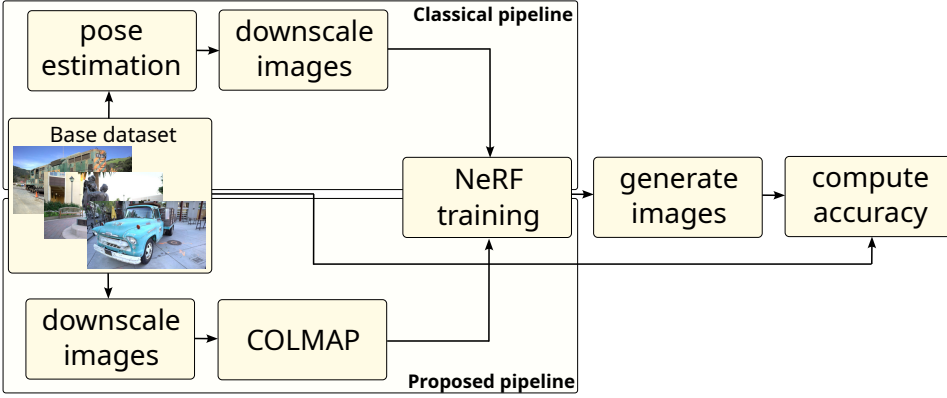 Classical pipeline
pose
estimation
downscale
images
Base dataset
NeRF
training
generate
images
compute
accuracy
downscale
images
COLMAP
Proposed pipeline